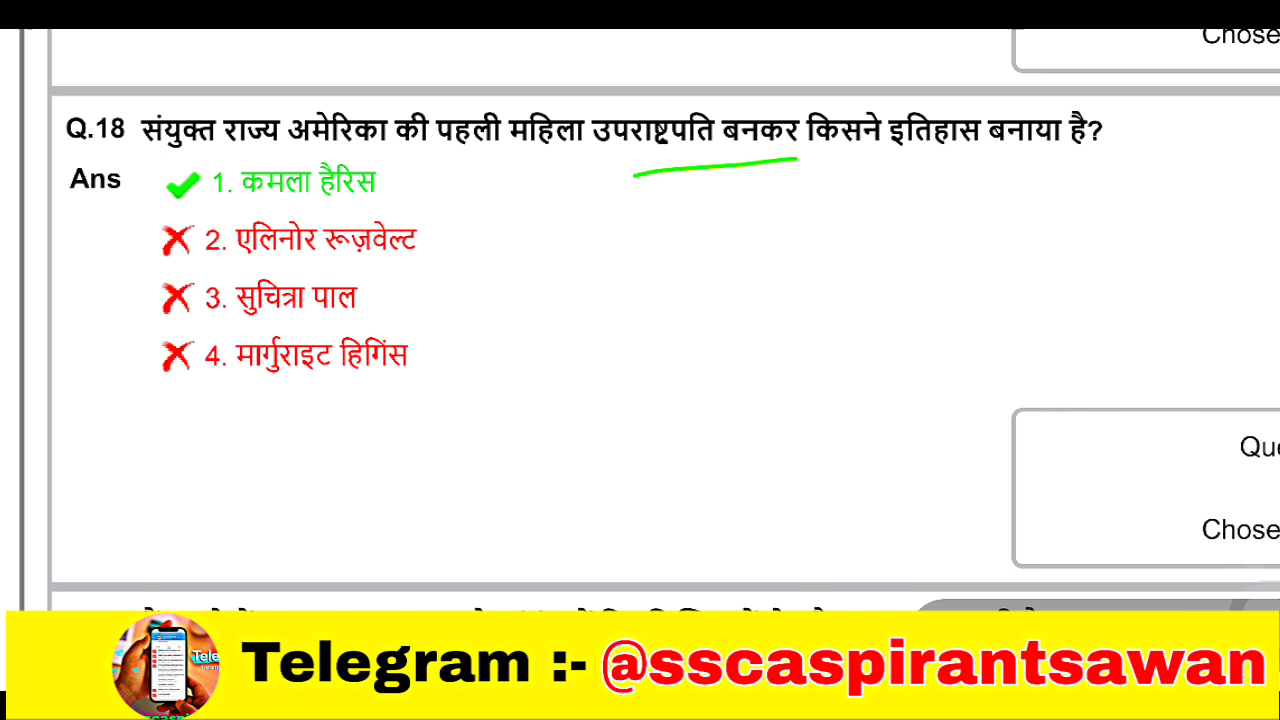 Chose
Q.18 संयुक्त राज्य अमेरिका की पहली महिला उपराष्ट्रपति बनकर किसने इतिहास बनाया है?
Ans 1. कमला हैरिस
2. एलिनोर रूज़वेल्ट
3. सुचित्रा पाल
4. मार्गुराइट हिगिंस
Que
Chose
Telegram :- @sscaspirantsawan